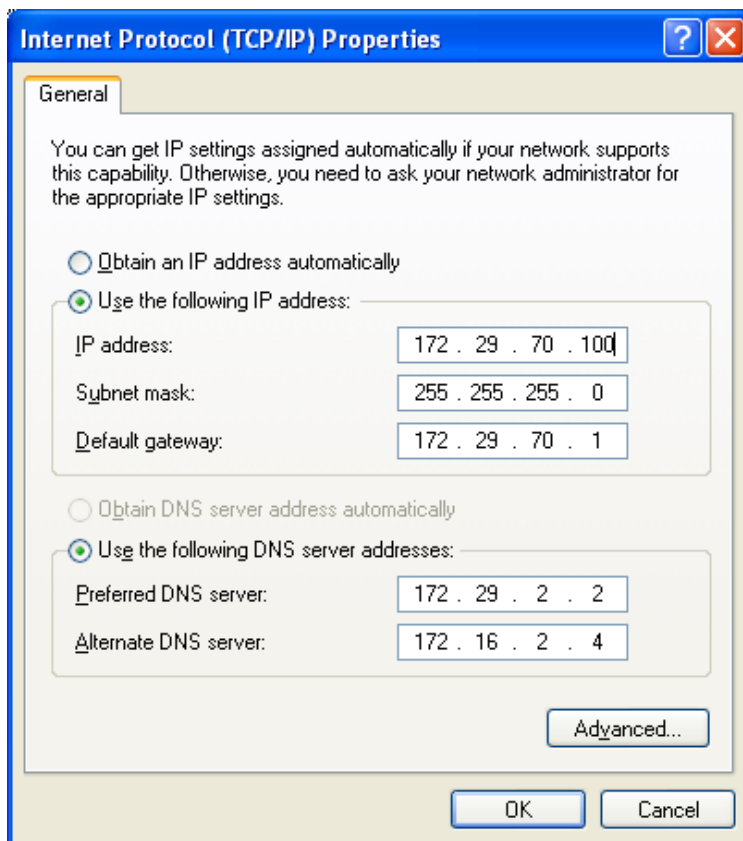 Internet Protocol (TCP/IP) Properties
General
You can get IP settings assigned automatically if your network supports
this capability. Otherwise, you need to ask your network administrator for
the appropriate IP settings.
Obtain an IP address automatically
Use the following IP address:
IP address: 172 . 29 . 70 . 100
Subnet mask: 255 . 255 . 255 . 0
Default gateway: 172 . 29 . 70 . 1
Obtain DNS server address automatically
Use the following DNS server addresses:
Preferred DNS server: 172 . 29 . 2 . 2
Alternate DNS server: 172 . 16 . 2 . 4
Advanced...
OK Cancel